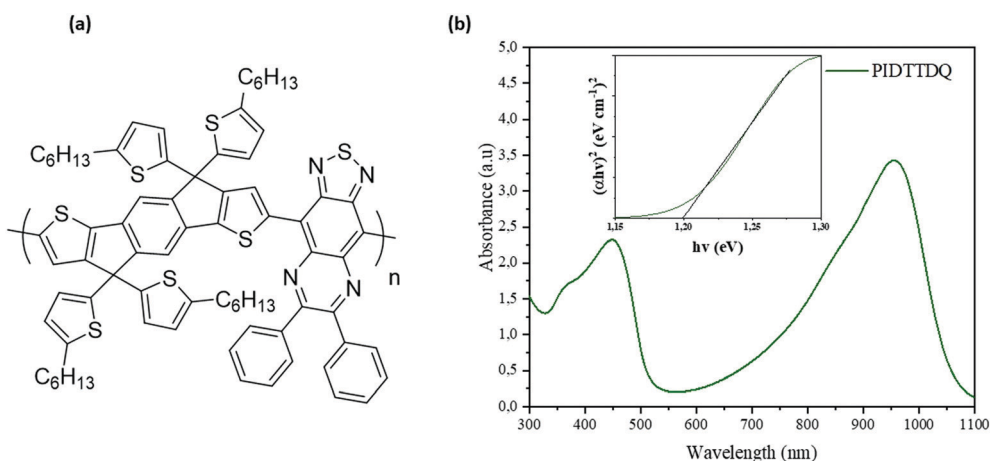 (a)
C6H13
C6H13
S
S
S
N
N
S
S
N
N
n
S
S
C6H13
C6H13
(b)
5,0
4,5
4,0
3,5
3,0
2,5
2,0
1,5
1,0
0,5
0,0
Absorbance (a.u)
300 400 500 600 700 800 900 1000 1100
Wavelength (nm)
PIDTTDQ
(αhν)2 (eV cm-1)2
1,15 1,20 1,25 1,30
hν (eV)